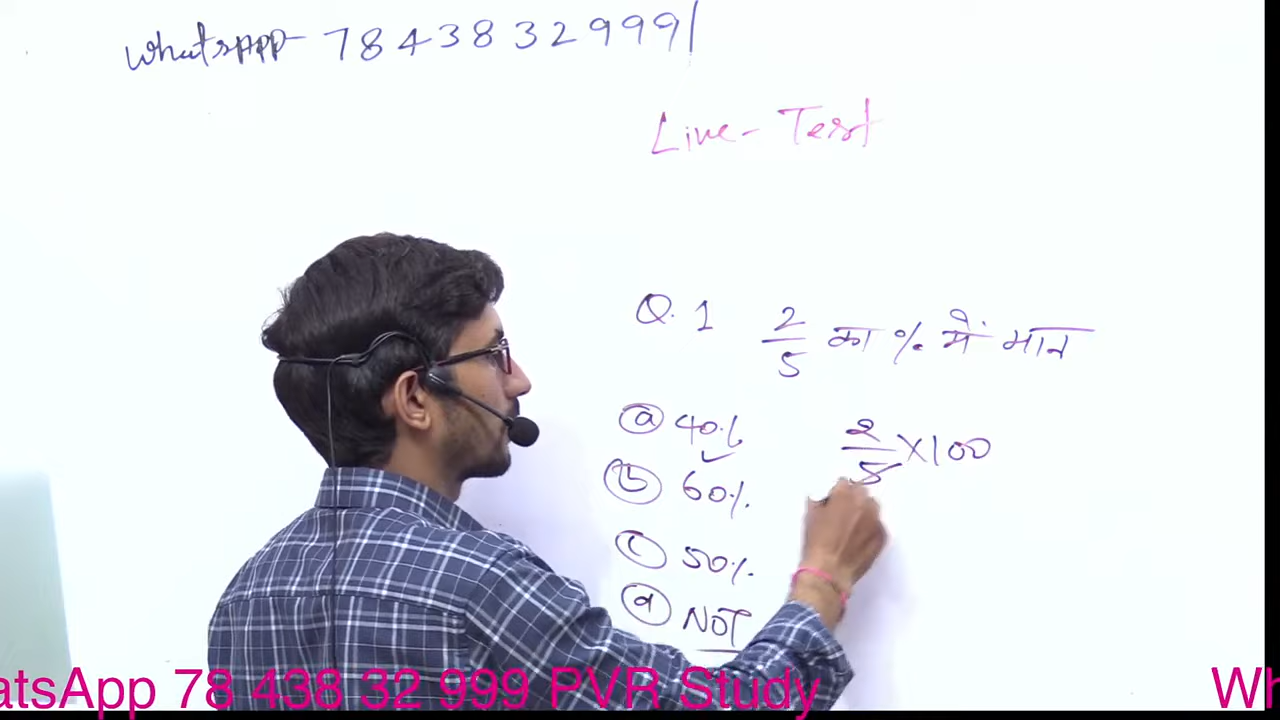 Whatsapp- 7843832999
Live-Test
Q. 1 2/5 का % में मान
ⓐ 40% ✓
ⓑ 60%
ⓒ 50%
ⓓ NOT
2/5 × 100
atsApp 78 438 32 999 PVR Study
Wh